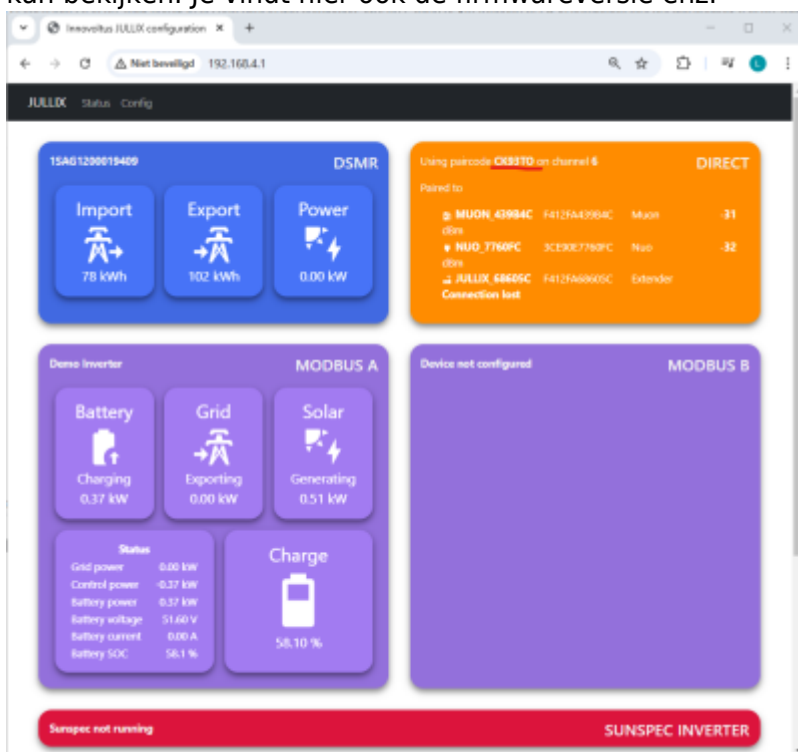 kan bekijken. Je vindt hier ook de firmwareversie enz.
Innovoltus JULLIX configuration
Niet beveiligd 192.168.4.1
JULLIX Status Config
1SAG1200019409 DSMR
Import Export Power
78 kWh 102 kWh 0.00 kW
Using paircode CX93TO on channel 6 DIRECT
Paired to
MUON_439B4C F412FA439B4C Muon -31
dBm
NUO_7760FC 3CE90E7760FC Nuo -32
dBm
JULLIX_68605C F412FA68605C Extender
Connection lost
Demo Inverter MODBUS A
Battery Grid Solar
Charging Exporting Generating
0.37 kW 0.00 kW 0.51 kW
Status
Grid power 0.00 kW
Control power -0.37 kW
Battery power 0.37 kW
Battery voltage 51.60 V
Battery current 0.00 A
Battery SOC 58.1 %
Charge
58.10 %
Device not configured MODBUS B
Sunspec not running SUNSPEC INVERTER